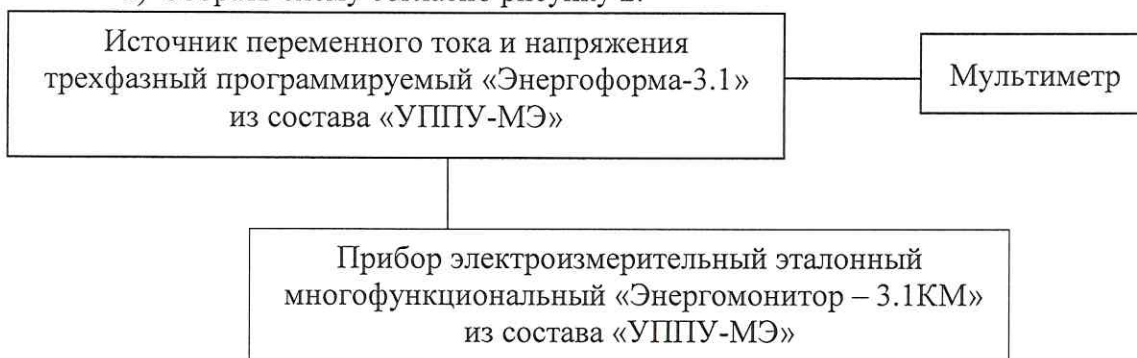 Источник переменного тока и напряжения
трехфазный программируемый «Энергоформа-3.1»
из состава «УППУ-МЭ»
Мультиметр
Прибор электроизмерительный эталонный
многофункциональный «Энергомонитор – 3.1КМ»
из состава «УППУ-МЭ»